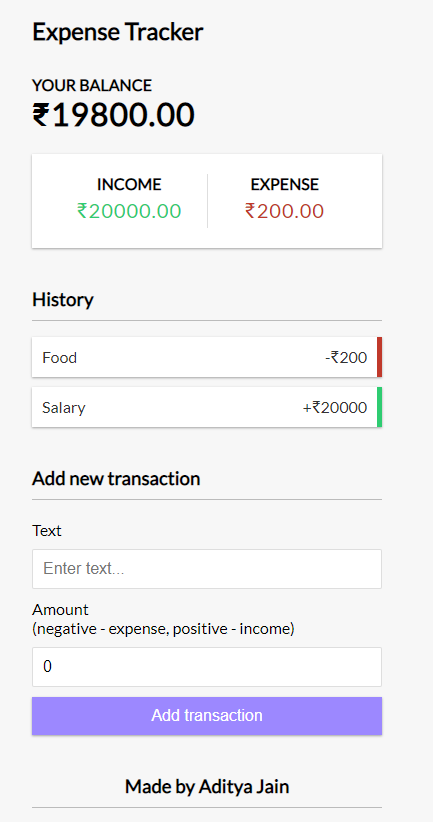 Expense Tracker
YOUR BALANCE
₹19800.00
INCOME EXPENSE
₹20000.00 ₹200.00
History
Food -₹200
Salary +₹20000
Add new transaction
Text
Enter text...
Amount
(negative - expense, positive - income)
0
Add transaction
Made by Aditya Jain